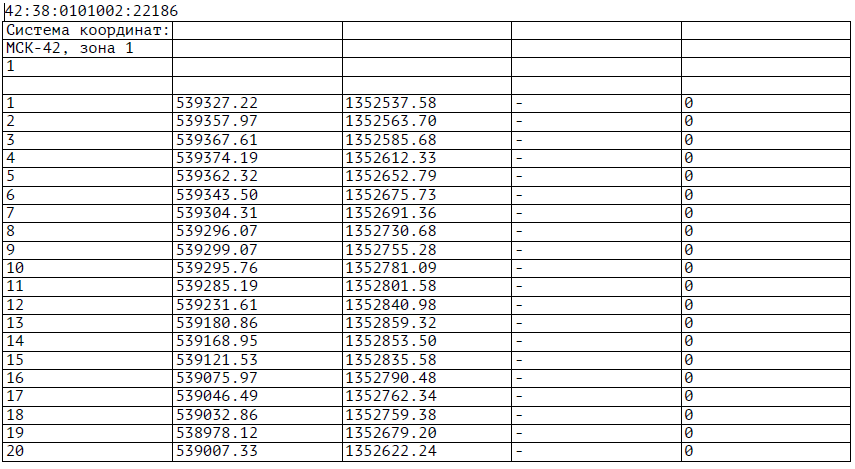 42:38:0101002:22186
Система координат:
МСК-42, зона 1
1
1 539327.22 1352537.58 - 0
2 539357.97 1352563.70 - 0
3 539367.61 1352585.68 - 0
4 539374.19 1352612.33 - 0
5 539362.32 1352652.79 - 0
6 539343.50 1352675.73 - 0
7 539304.31 1352691.36 - 0
8 539296.07 1352730.68 - 0
9 539299.07 1352755.28 - 0
10 539295.76 1352781.09 - 0
11 539285.19 1352801.58 - 0
12 539231.61 1352840.98 - 0
13 539180.86 1352859.32 - 0
14 539168.95 1352853.50 - 0
15 539121.53 1352835.58 - 0
16 539075.97 1352790.48 - 0
17 539046.49 1352762.34 - 0
18 539032.86 1352759.38 - 0
19 538978.12 1352679.20 - 0
20 539007.33 1352622.24 - 0